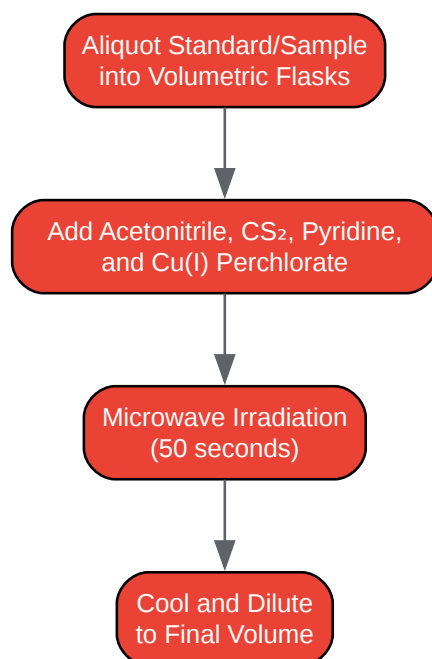 Aliquot Standard/Sample
into Volumetric Flasks
Add Acetonitrile, CS₂, Pyridine,
and Cu(I) Perchlorate
Microwave Irradiation
(50 seconds)
Cool and Dilute
to Final Volume